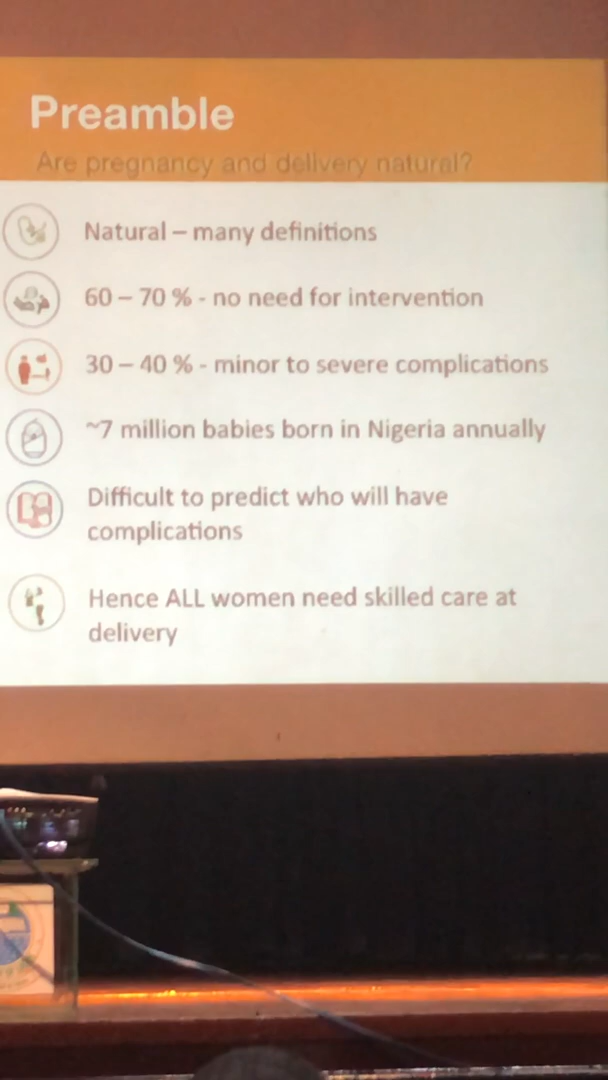 Preamble
Are pregnancy and delivery natural?
Natural – many definitions
60 – 70 % - no need for intervention
30 – 40 % - minor to severe complications
~7 million babies born in Nigeria annually
Difficult to predict who will have
complications
Hence ALL women need skilled care at
delivery